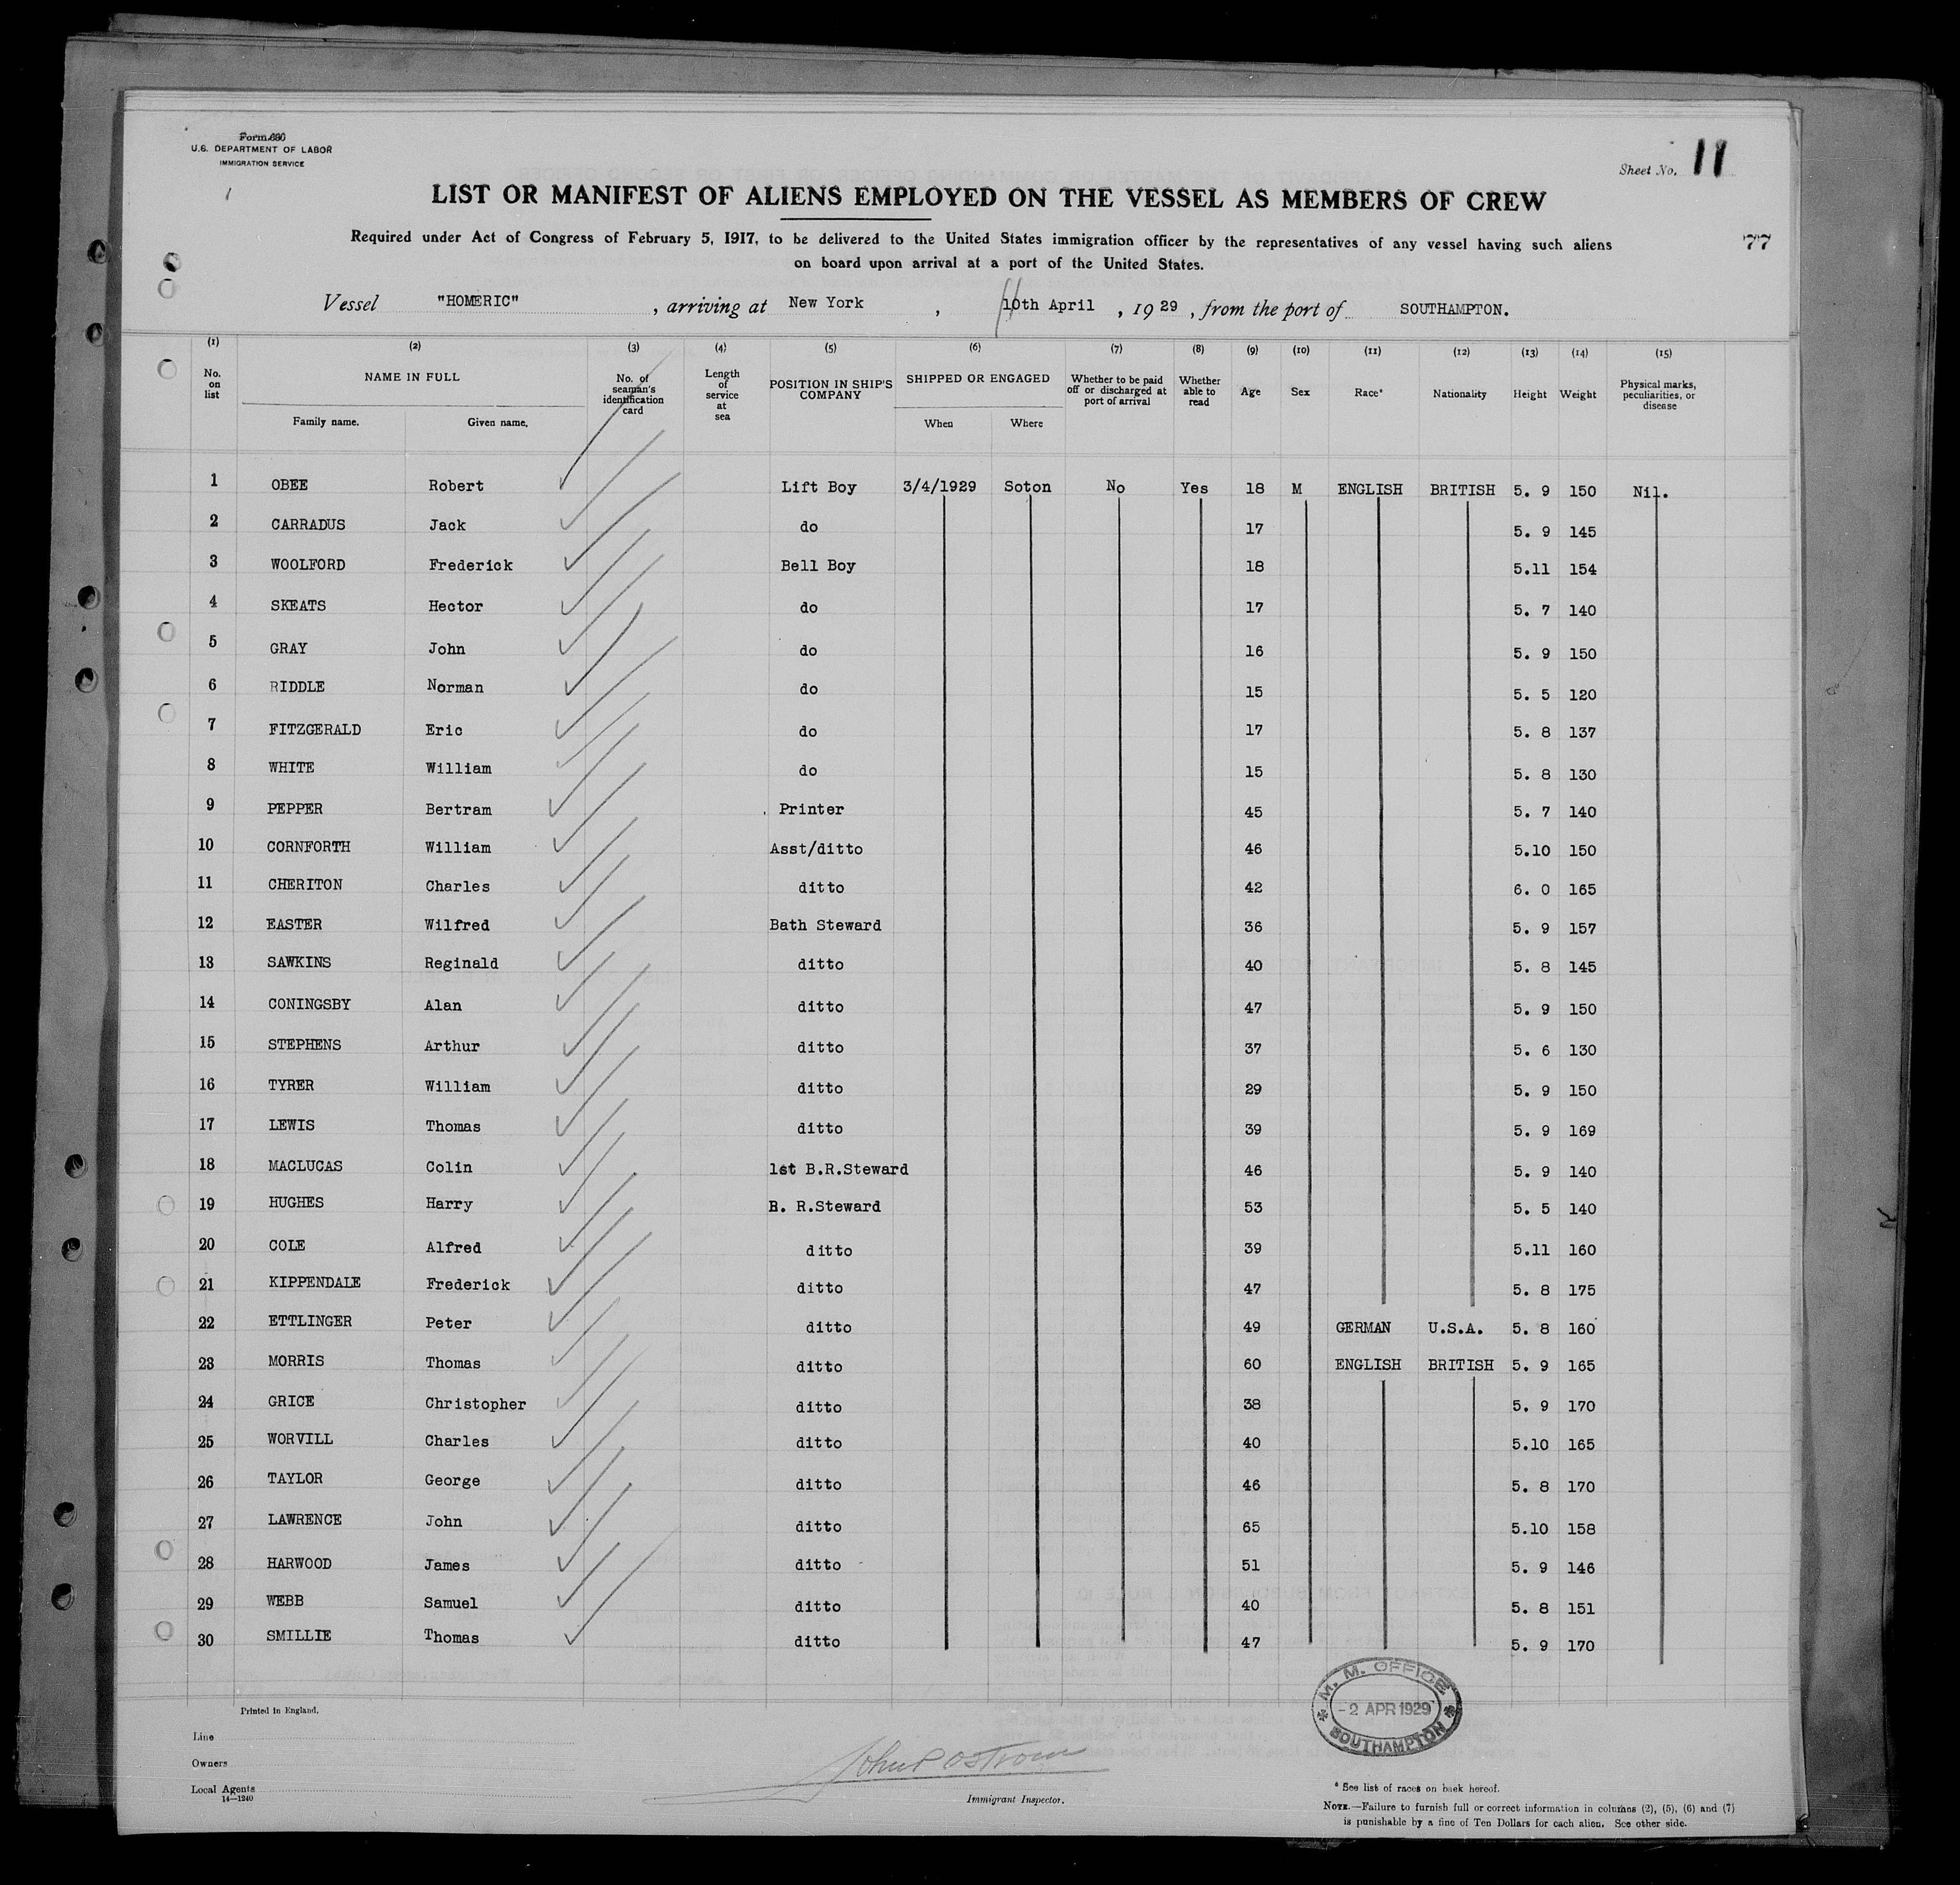 Form 680
U.S. DEPARTMENT OF LABOR
IMMIGRATION SERVICE
Sheet No. 11
LIST OR MANIFEST OF ALIENS EMPLOYED ON THE VESSEL AS MEMBERS OF CREW
Required under Act of Congress of February 5, 1917, to be delivered to the United States immigration officer by the representatives of any vessel having such aliens
on board upon arrival at a port of the United States.
77
Vessel "HOMERIC", arriving at New York, 10th April, 1929, from the port of SOUTHAMPTON.
(1) (2) (3) (4) (5) (6) (7) (8) (9) (10) (11) (12) (13) (14) (15)
No. on list NAME IN FULL Family name. Given name. No. of seaman's identification card Length of service at sea POSITION IN SHIP'S COMPANY SHIPPED OR ENGAGED When Where Whether to be paid off or discharged at port of arrival Whether able to read Age Sex Race* Nationality Height Weight Physical marks, peculiarities, or disease
1 OBEE Robert Lift Boy 3/4/1929 Soton No Yes 18 M ENGLISH BRITISH 5. 9 150 Nil.
2 CARRADUS Jack do 17 5. 9 145
3 WOOLFORD Frederick Bell Boy 18 5.11 154
4 SKEATS Hector do 17 5. 7 140
5 GRAY John do 16 5. 9 150
6 RIDDLE Norman do 15 5. 5 120
7 FITZGERALD Eric do 17 5. 8 137
8 WHITE William do 15 5. 8 130
9 PEPPER Bertram Printer 45 5. 7 140
10 CORNFORTH William Asst/ditto 46 5.10 150
11 CHERITON Charles ditto 42 6. 0 165
12 EASTER Wilfred Bath Steward 36 5. 9 157
13 SAWKINS Reginald ditto 40 5. 8 145
14 CONINGSBY Alan ditto 47 5. 9 150
15 STEPHENS Arthur ditto 37 5. 6 130
16 TYRER William ditto 29 5. 9 150
17 LEWIS Thomas ditto 39 5. 9 169
18 MACLUCAS Colin 1st B.R.Steward 46 5. 9 140
19 HUGHES Harry B. R.Steward 53 5. 5 140
20 COLE Alfred ditto 39 5.11 160
21 KIPPENDALE Frederick ditto 47 5. 8 175
22 ETTLINGER Peter ditto 49 GERMAN U.S.A. 5. 8 160
23 MORRIS Thomas ditto 60 ENGLISH BRITISH 5. 9 165
24 GRICE Christopher ditto 38 5. 9 170
25 WORVILL Charles ditto 40 5.10 165
26 TAYLOR George ditto 46 5. 8 170
27 LAWRENCE John ditto 65 5.10 158
28 HARWOOD James ditto 51 5. 9 146
29 WEBB Samuel ditto 40 5. 8 151
30 SMILLIE Thomas ditto 47 5. 9 170
M. M. OFFICE
-2 APR 1929
SOUTHAMPTON
Printed in England.
Line
Owners
Local Agents
14—1240
John P Ostrom
Immigrant Inspector.
* See list of races on back hereof.
NOTE.—Failure to furnish full or correct information in columns (2), (5), (6) and (7)
is punishable by a fine of Ten Dollars for each alien. See other side.